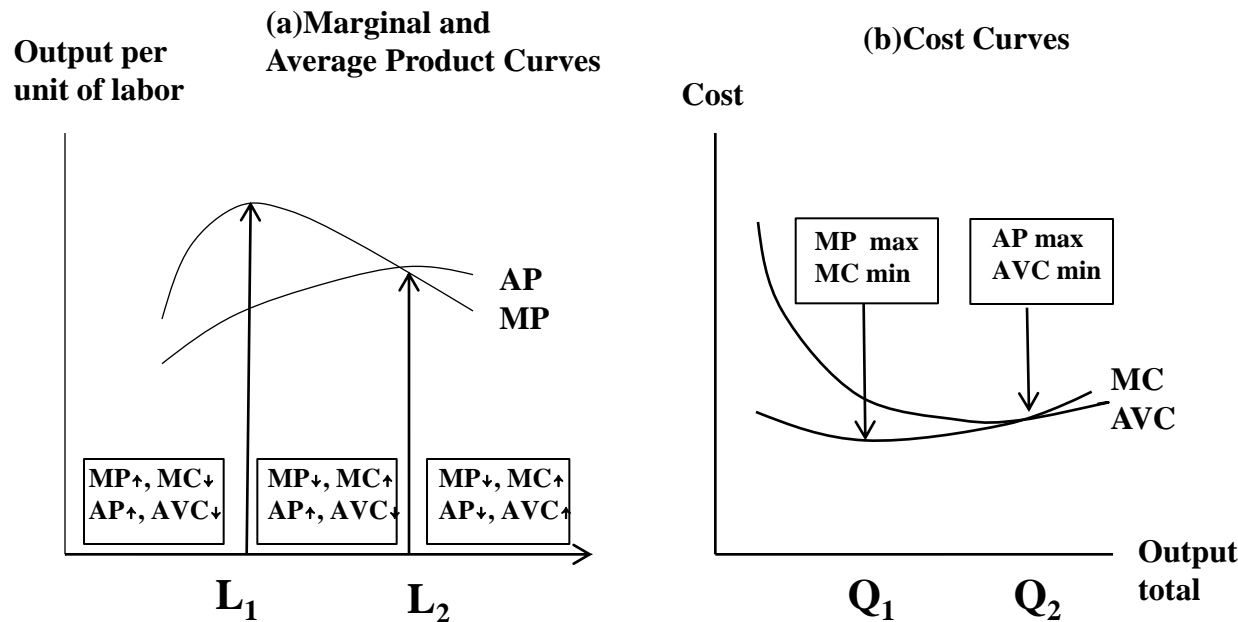 (a)Marginal and
Average Product Curves
Output per
unit of labor
AP
MP
MP↑, MC↓
AP↑, AVC↓
MP↓, MC↑
AP↑, AVC↓
MP↓, MC↑
AP↓, AVC↑
L₁
L₂
(b)Cost Curves
Cost
MP max
MC min
AP max
AVC min
MC
AVC
Output
total
Q₁
Q₂